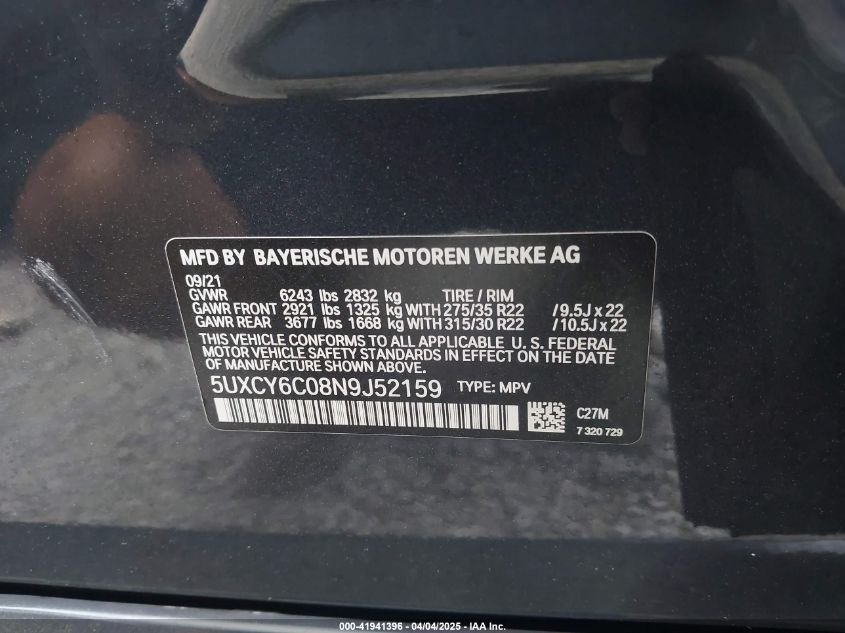 MFD BY BAYERISCHE MOTOREN WERKE AG
09/21
GVWR 6243 lbs 2832 kg TIRE / RIM
GAWR FRONT 2921 lbs 1325 kg WITH 275/35 R22 / 9.5J x 22
GAWR REAR 3677 lbs 1668 kg WITH 315/30 R22 / 10.5J x 22
THIS VEHICLE CONFORMS TO ALL APPLICABLE U. S. FEDERAL
MOTOR VEHICLE SAFETY STANDARDS IN EFFECT ON THE DATE
OF MANUFACTURE SHOWN ABOVE.
5UXCY6C08N9J52159 TYPE: MPV
C27M
7 320 729
000-41941396 - 04/04/2025 - IAA Inc.